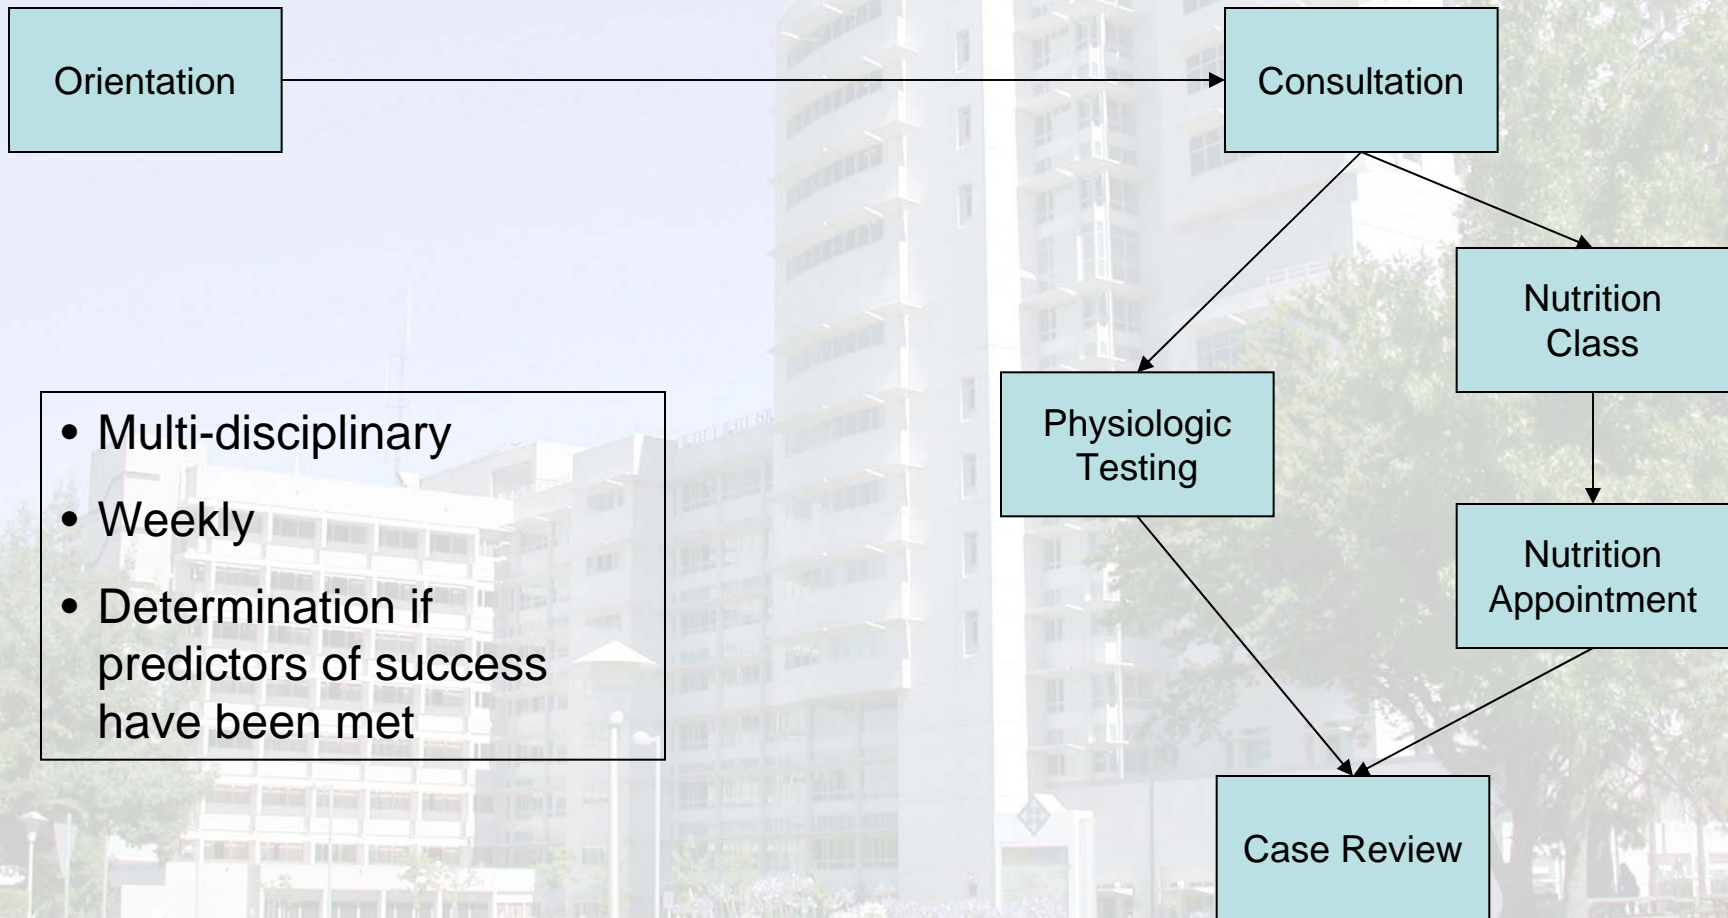 Orientation
Consultation
Nutrition
Class
Physiologic
Testing
• Multi-disciplinary
• Weekly
• Determination if
predictors of success
have been met
Nutrition
Appointment
Case Review